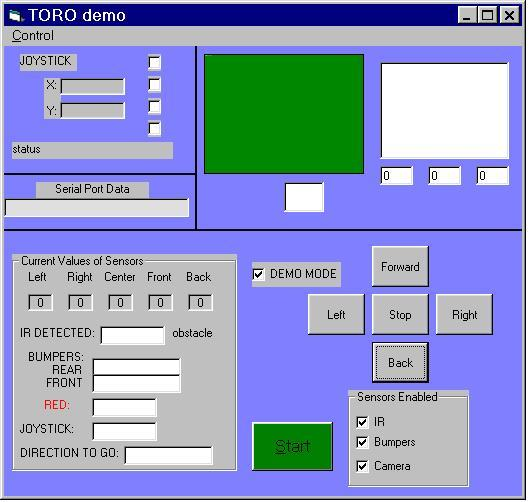 TORO demo
Control
JOYSTICK
X:
Y:
status
Serial Port Data
0 0 0
Current Values of Sensors
Left Right Center Front Back
0 0 0 0 0
IR DETECTED: obstacle
BUMPERS:
REAR
FRONT
RED:
JOYSTICK:
DIRECTION TO GO:
DEMO MODE
Forward
Left Stop Right
Back
Start
Sensors Enabled
IR
Bumpers
Camera